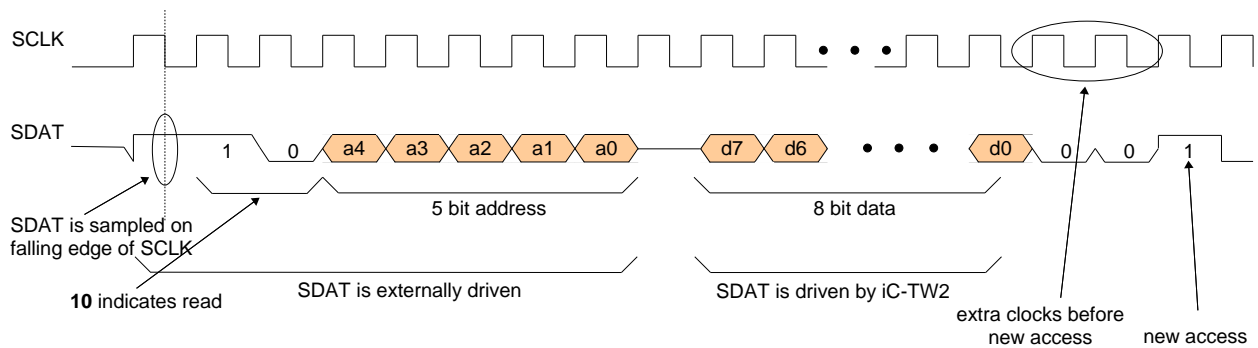 SCLK
SDAT
1 0 a4 a3 a2 a1 a0 d7 d6 d0 0 0 1
SDAT is sampled on
falling edge of SCLK
5 bit address
8 bit data
10 indicates read
SDAT is externally driven
SDAT is driven by iC-TW2
extra clocks before
new access
new access